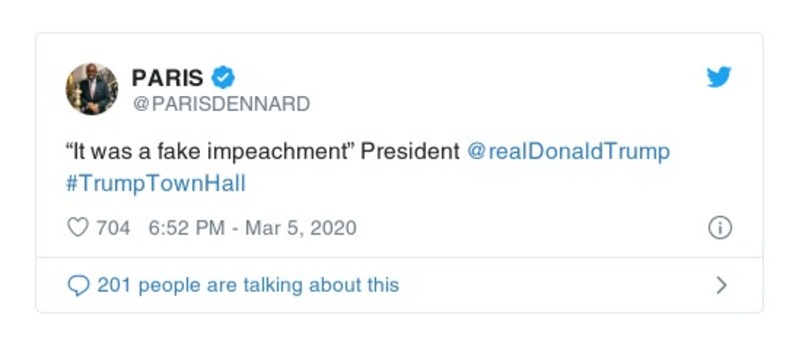 PARIS
@PARISDENNARD
“It was a fake impeachment” President @realDonaldTrump
#TrumpTownHall
704 6:52 PM - Mar 5, 2020
201 people are talking about this